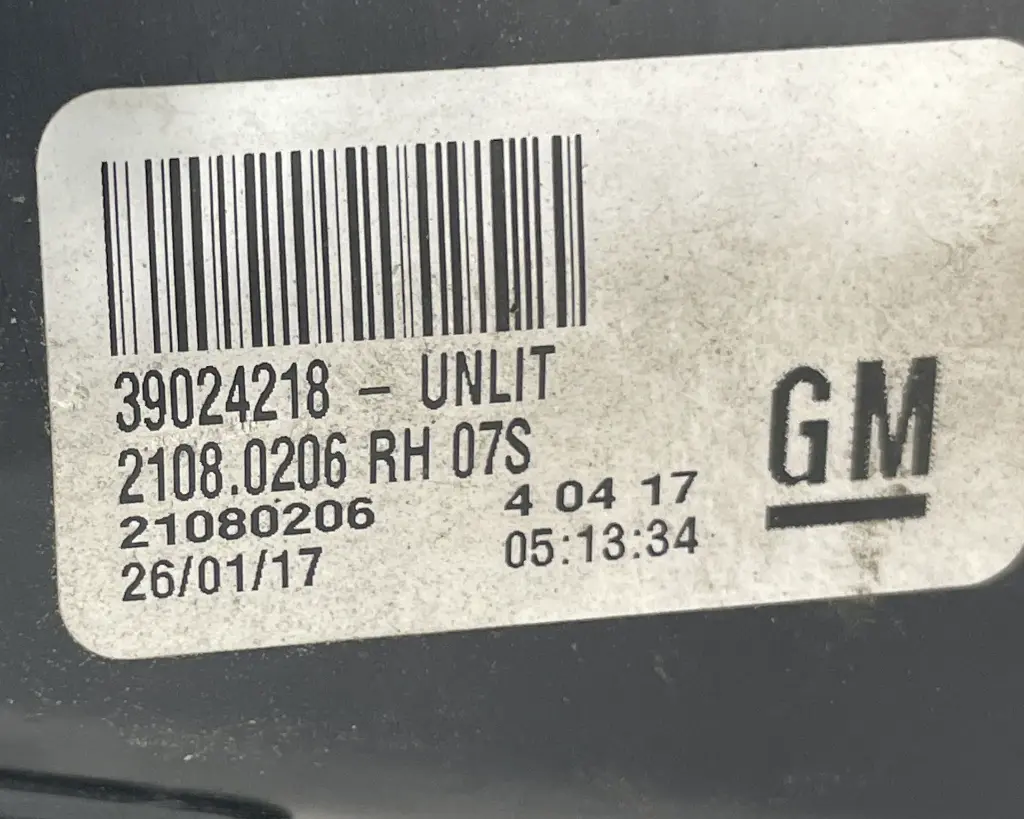 39024218 - UNLIT
2108.0206 RH 07S
21080206 4 04 17
26/01/17 05:13:34
GM